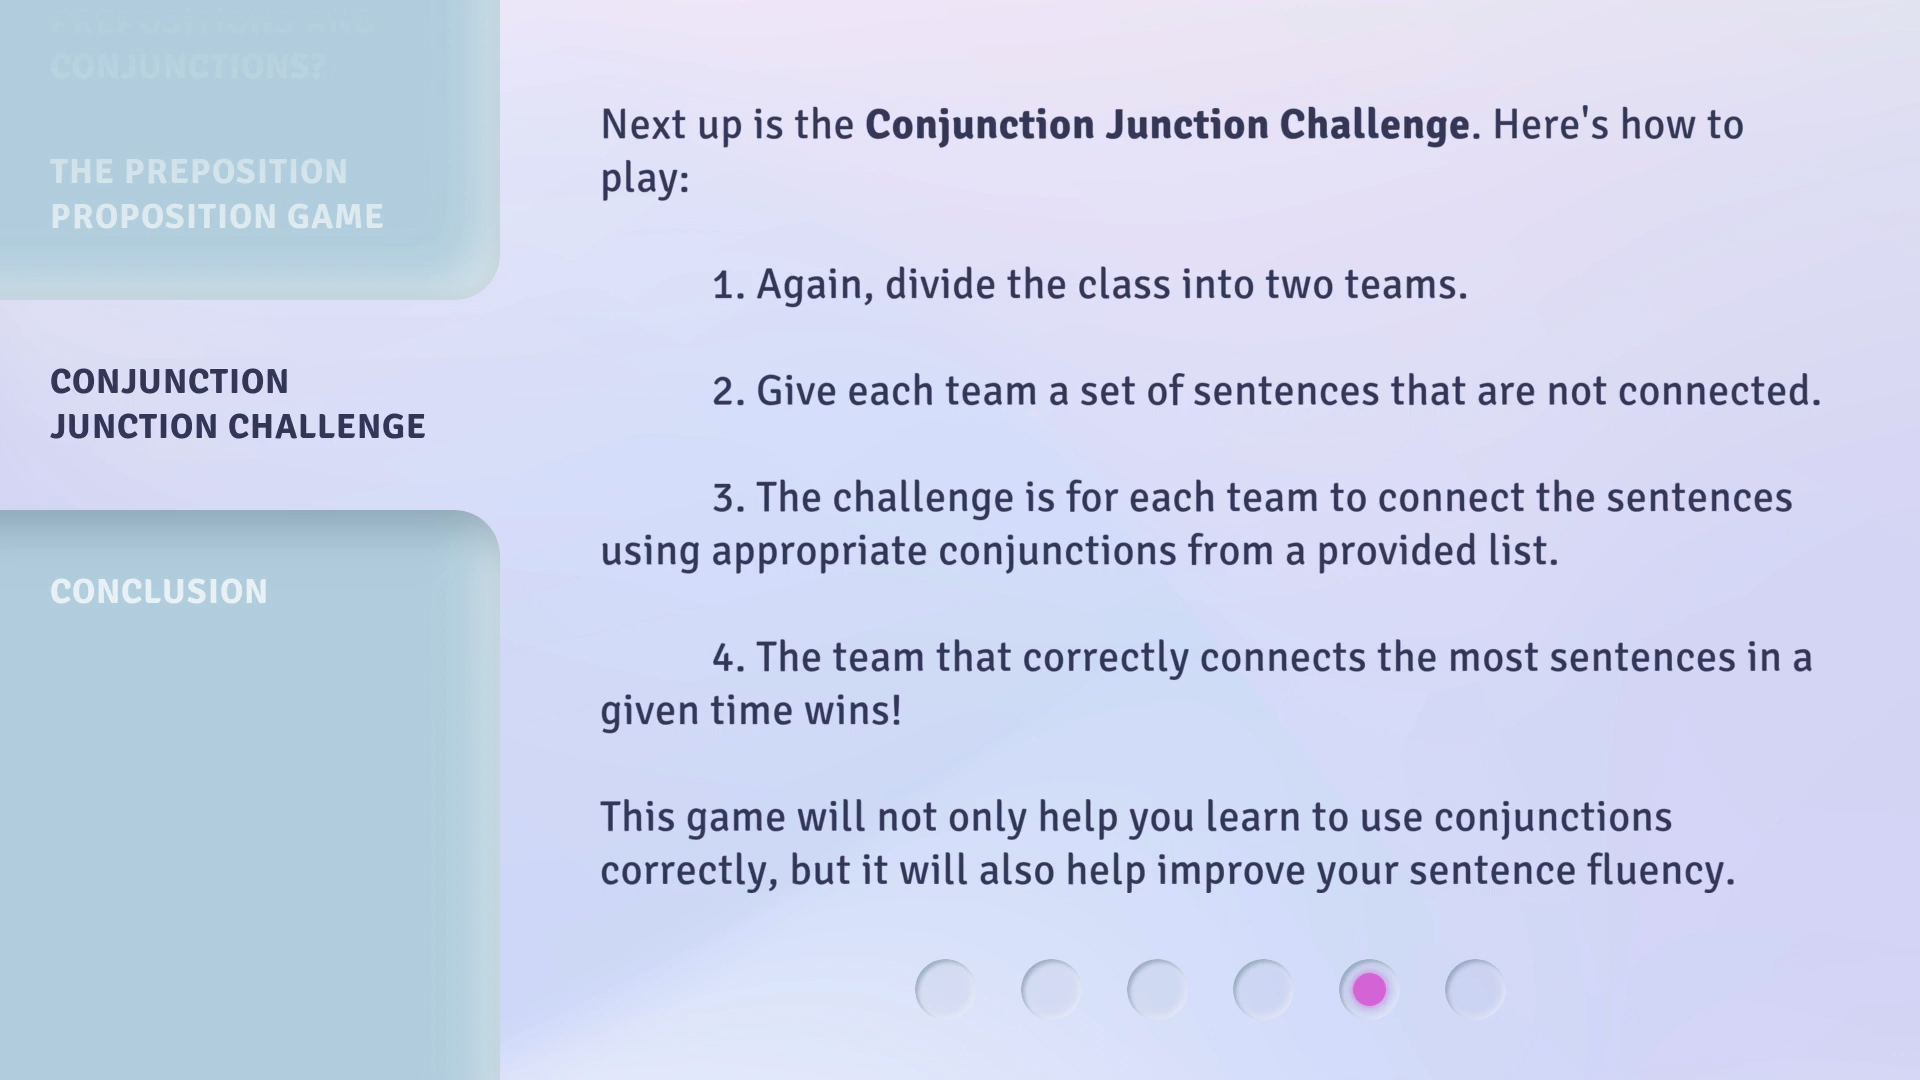 PREPOSITIONS AND
CONJUNCTIONS?
THE PREPOSITION
PROPOSITION GAME
CONJUNCTION
JUNCTION CHALLENGE
CONCLUSION
Next up is the Conjunction Junction Challenge. Here's how to
play:
1. Again, divide the class into two teams.
2. Give each team a set of sentences that are not connected.
3. The challenge is for each team to connect the sentences
using appropriate conjunctions from a provided list.
4. The team that correctly connects the most sentences in a
given time wins!
This game will not only help you learn to use conjunctions
correctly, but it will also help improve your sentence fluency.